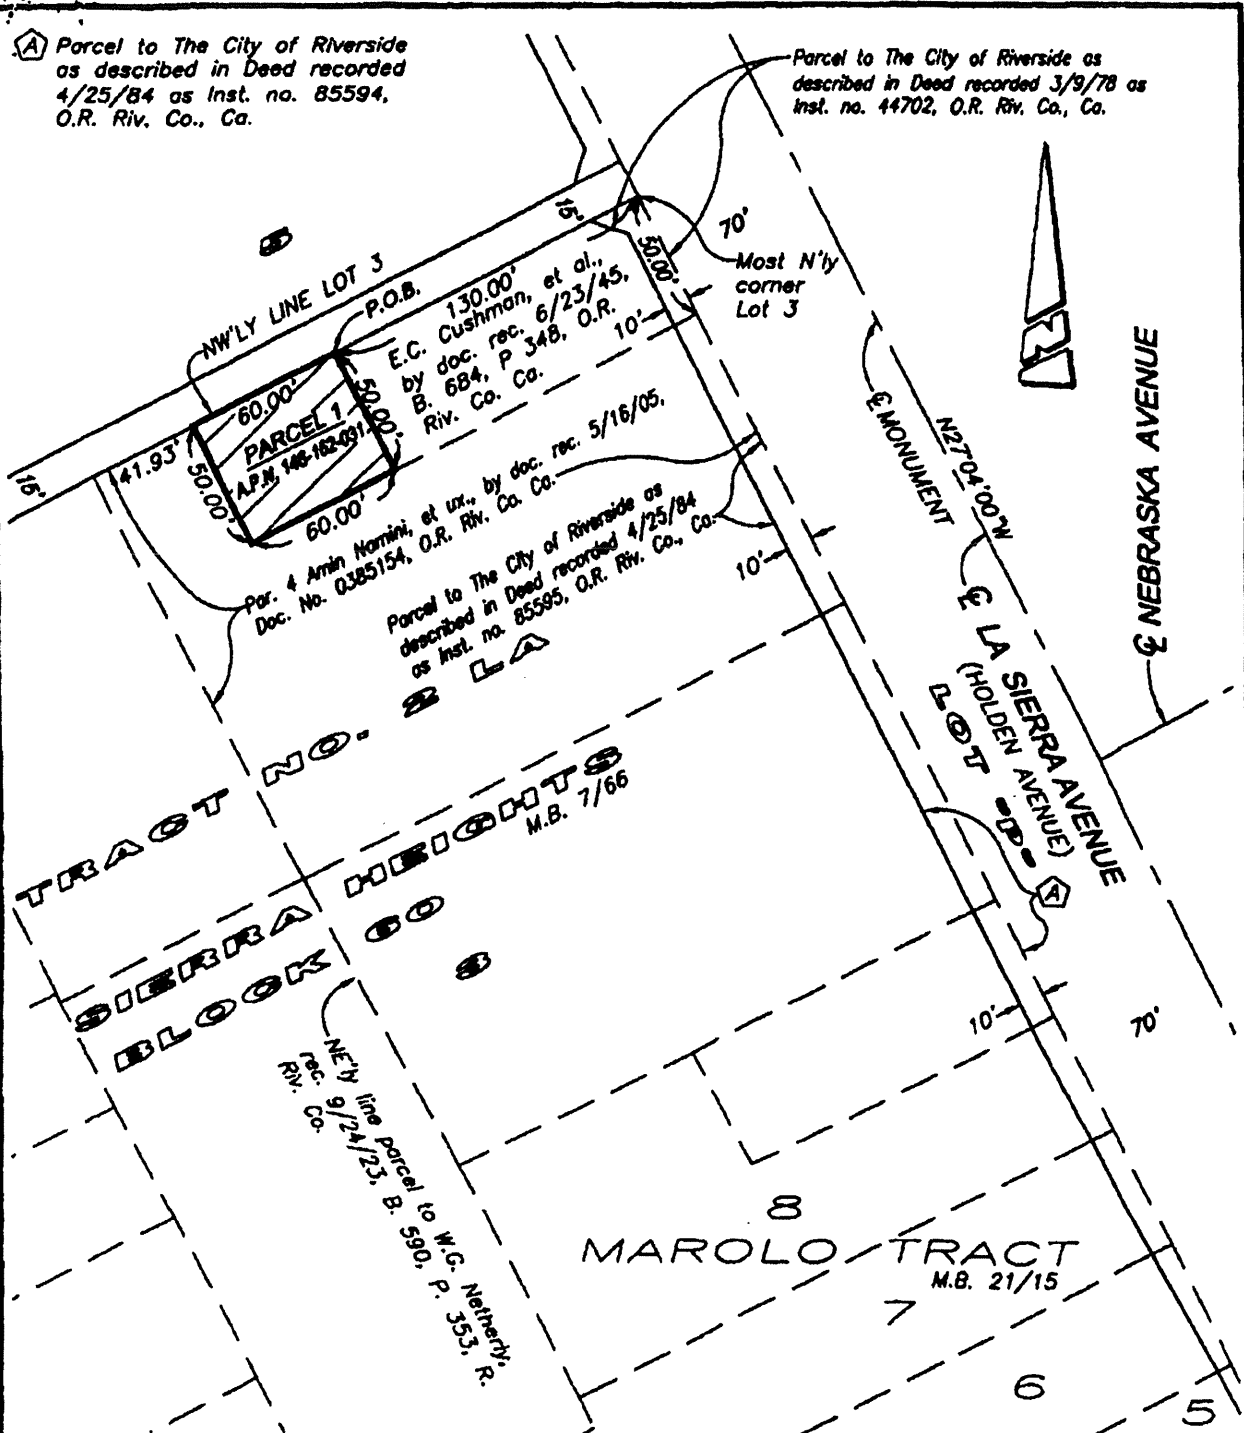 A Parcel to The City of Riverside
as described in Deed recorded
4/25/84 as Inst. no. 85594,
O.R. Riv. Co., Ca.
Parcel to The City of Riverside as
described in Deed recorded 3/9/78 as
Inst. no. 44702, O.R. Riv. Co., Ca.
5
NW'LY LINE LOT 3
P.O.B.
130.00'
15'
50.00'
70'
Most N'ly
corner
Lot 3
E.C. Cushman, et al.,
by doc. rec. 6/23/45,
B. 684, P 348, O.R.
Riv. Co. Ca.
10'
N
60.00'
PARCEL 1
A.P.N. 146-162-031
50.00'
50.00'
60.00'
41.93'
15'
Par. 4 Amin Namini, et ux., by doc. rec. 5/16/05,
Doc. No. 0385154, O.R. Riv. Co. Ca.
Parcel to The City of Riverside as
described in Deed recorded 4/25/84
as Inst. no. 85595, O.R. Riv. Co., Ca.
10'
℄ MONUMENT
N27°04'00"W
℄ NEBRASKA AVENUE
℄ LA SIERRA AVENUE
(HOLDEN AVENUE)
LOT "D"
A
TRACT NO. 2 LA
SIERRA HEIGHTS
M.B. 7/66
BLOCK 60
3
NE'ly line parcel to W.G. Netherly,
rec. 9/24/23, B. 590, P. 353, R.
Riv. Co.
10'
70'
8
MAROLO TRACT
M.B. 21/15
7
6
5